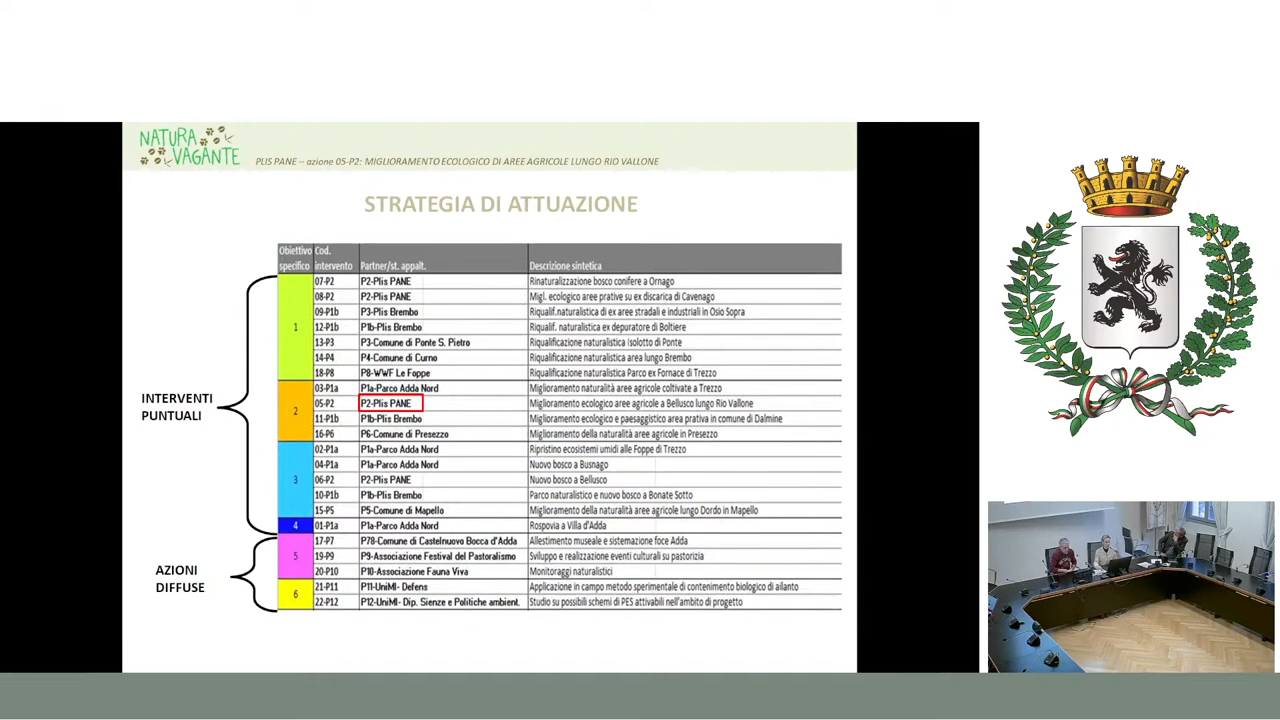 NATURA
VAGANTE
PLIS PANE – azione 05-P2: MIGLIORAMENTO ECOLOGICO DI AREE AGRICOLE LUNGO RIO VALLONE
STRATEGIA DI ATTUAZIONE
Obiettivo specifico Cod. intervento Partner/st. appalt. Descrizione sintetica
INTERVENTI PUNTUALI
1
07-P2 P2-Plis PANE Rinaturalizzazione bosco conifere a Ornago
08-P2 P2-Plis PANE Migl. ecologico aree prative su ex discarica di Cavenago
09-P1b P3-Plis Brembo Riqualif.naturalistica di ex aree stradali e industriali in Osio Sopra
12-P1b P1b-Plis Brembo Riqualif. naturalistica ex depuratore di Boltiere
13-P3 P3-Comune di Ponte S. Pietro Riqualificazione naturalistica Isolotto di Ponte
14-P4 P4-Comune di Curno Riqualificazione naturalistica area lungo Brembo
18-P8 P8-WWF Le Foppe Riqualificazione naturalistica Parco ex Fornace di Trezzo
2
03-P1a P1a-Parco Adda Nord Miglioramento naturalità aree agricole coltivate a Trezzo
05-P2 P2-Plis PANE Miglioramento ecologico aree agricole a Bellusco lungo Rio Vallone
11-P1b P1b-Plis Brembo Miglioramento ecologico e paesaggistico area prativa in comune di Dalmine
16-P6 P6-Comune di Presezzo Miglioramento della naturalità aree agricole in Presezzo
3
02-P1a P1a-Parco Adda Nord Ripristino ecosistemi umidi alle Foppe di Trezzo
04-P1a P1a-Parco Adda Nord Nuovo bosco a Busnago
06-P2 P2-Plis PANE Nuovo bosco a Bellusco
10-P1b P1b-Plis Brembo Parco naturalistico e nuovo bosco a Bonate Sotto
15-P5 P5-Comune di Mapello Miglioramento della naturalità aree agricole lungo Dordo in Mapello
4
01-P1a P1a-Parco Adda Nord Rospovia a Villa d'Adda
AZIONI DIFFUSE
5
17-P7 P78-Comune di Castelnuovo Bocca d'Adda Allestimento museale e sistemazione foce Adda
19-P9 P9-Associazione Festival del Pastoralismo Sviluppo e realizzazione eventi culturali su pastorizia
20-P10 P10-Associazione Fauna Viva Monitoraggi naturalistici
6
21-P11 P11-UniMI- Defens Applicazione in campo metodo sperimentale di contenimento biologico di ailanto
22-P12 P12-UniMI- Dip. Sienze e Politiche ambient. Studio su possibili schemi di PES attivabili nell'ambito di progetto